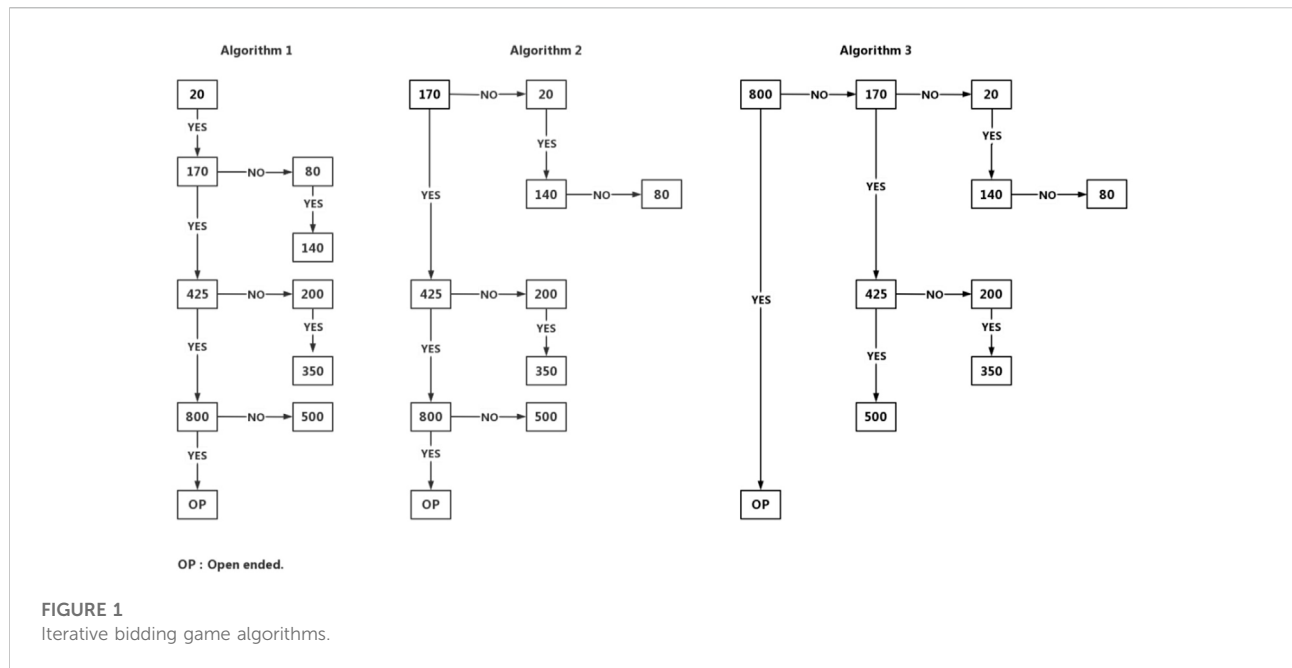 Algorithm 1 Algorithm 2 Algorithm 3
20 170 NO 20 800 NO 170 NO 20
YES YES YES
170 NO 80 YES 140 NO 80 YES 140 NO 80
YES YES YES
140
425 NO 200 425 NO 200 YES 425 NO 200
YES YES YES YES YES YES
350 350 350
800 NO 500 800 NO 500 500
YES YES
OP OP OP
OP : Open ended.
FIGURE 1
Iterative bidding game algorithms.